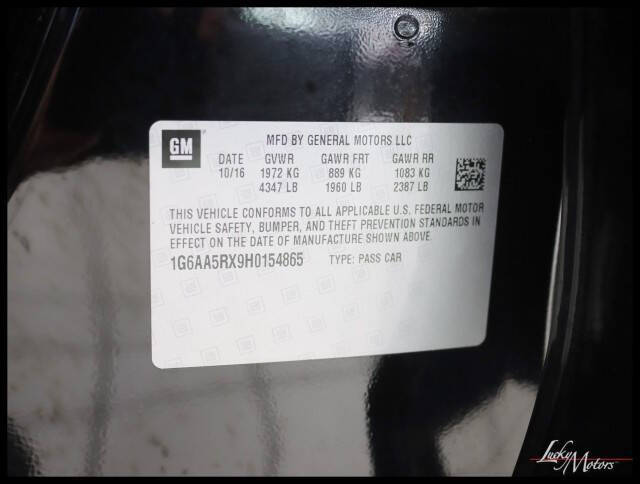 GM
MFD BY GENERAL MOTORS LLC
DATE GVWR GAWR FRT GAWR RR
10/16 1972 KG 889 KG 1083 KG
4347 LB 1960 LB 2387 LB
THIS VEHICLE CONFORMS TO ALL APPLICABLE U.S. FEDERAL MOTOR
VEHICLE SAFETY, BUMPER, AND THEFT PREVENTION STANDARDS IN
EFFECT ON THE DATE OF MANUFACTURE SHOWN ABOVE.
1G6AA5RX9H0154865 TYPE: PASS CAR
Lucky
Motors